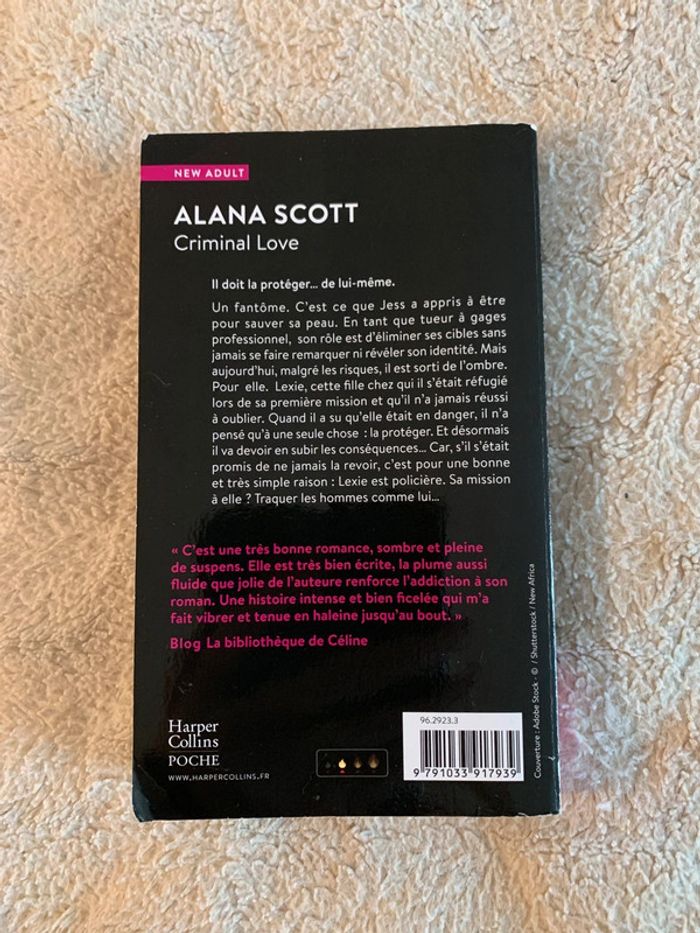 NEW ADULT
ALANA SCOTT
Criminal Love
Il doit la protéger... de lui-même.
Un fantôme. C'est ce que Jess a appris à être
pour sauver sa peau. En tant que tueur à gages
professionnel, son rôle est d'éliminer ses cibles sans
jamais se faire remarquer ni révéler son identité. Mais
aujourd'hui, malgré les risques, il est sorti de l'ombre.
Pour elle. Lexie, cette fille chez qui il s'était réfugié
lors de sa première mission et qu'il n'a jamais réussi
à oublier. Quand il a su qu'elle était en danger, il n'a
pensé qu'à une seule chose : la protéger. Et désormais
il va devoir en subir les conséquences... Car, s'il s'était
promis de ne jamais la revoir, c'est pour une bonne
et très simple raison : Lexie est policière. Sa mission
à elle ? Traquer les hommes comme lui...
« C'est une très bonne romance, sombre et pleine
de suspens. Elle est très bien écrite, la plume aussi
fluide que jolie de l'auteure renforce l'addiction à son
roman. Une histoire intense et bien ficelée qui m'a
fait vibrer et tenue en haleine jusqu'au bout. »
Blog La bibliothèque de Céline
Harper
Collins
POCHE
WWW.HARPERCOLLINS.FR
96.2923.3
9 791033 917939
Couverture : Adobe Stock - © / Shutterstock / New Africa